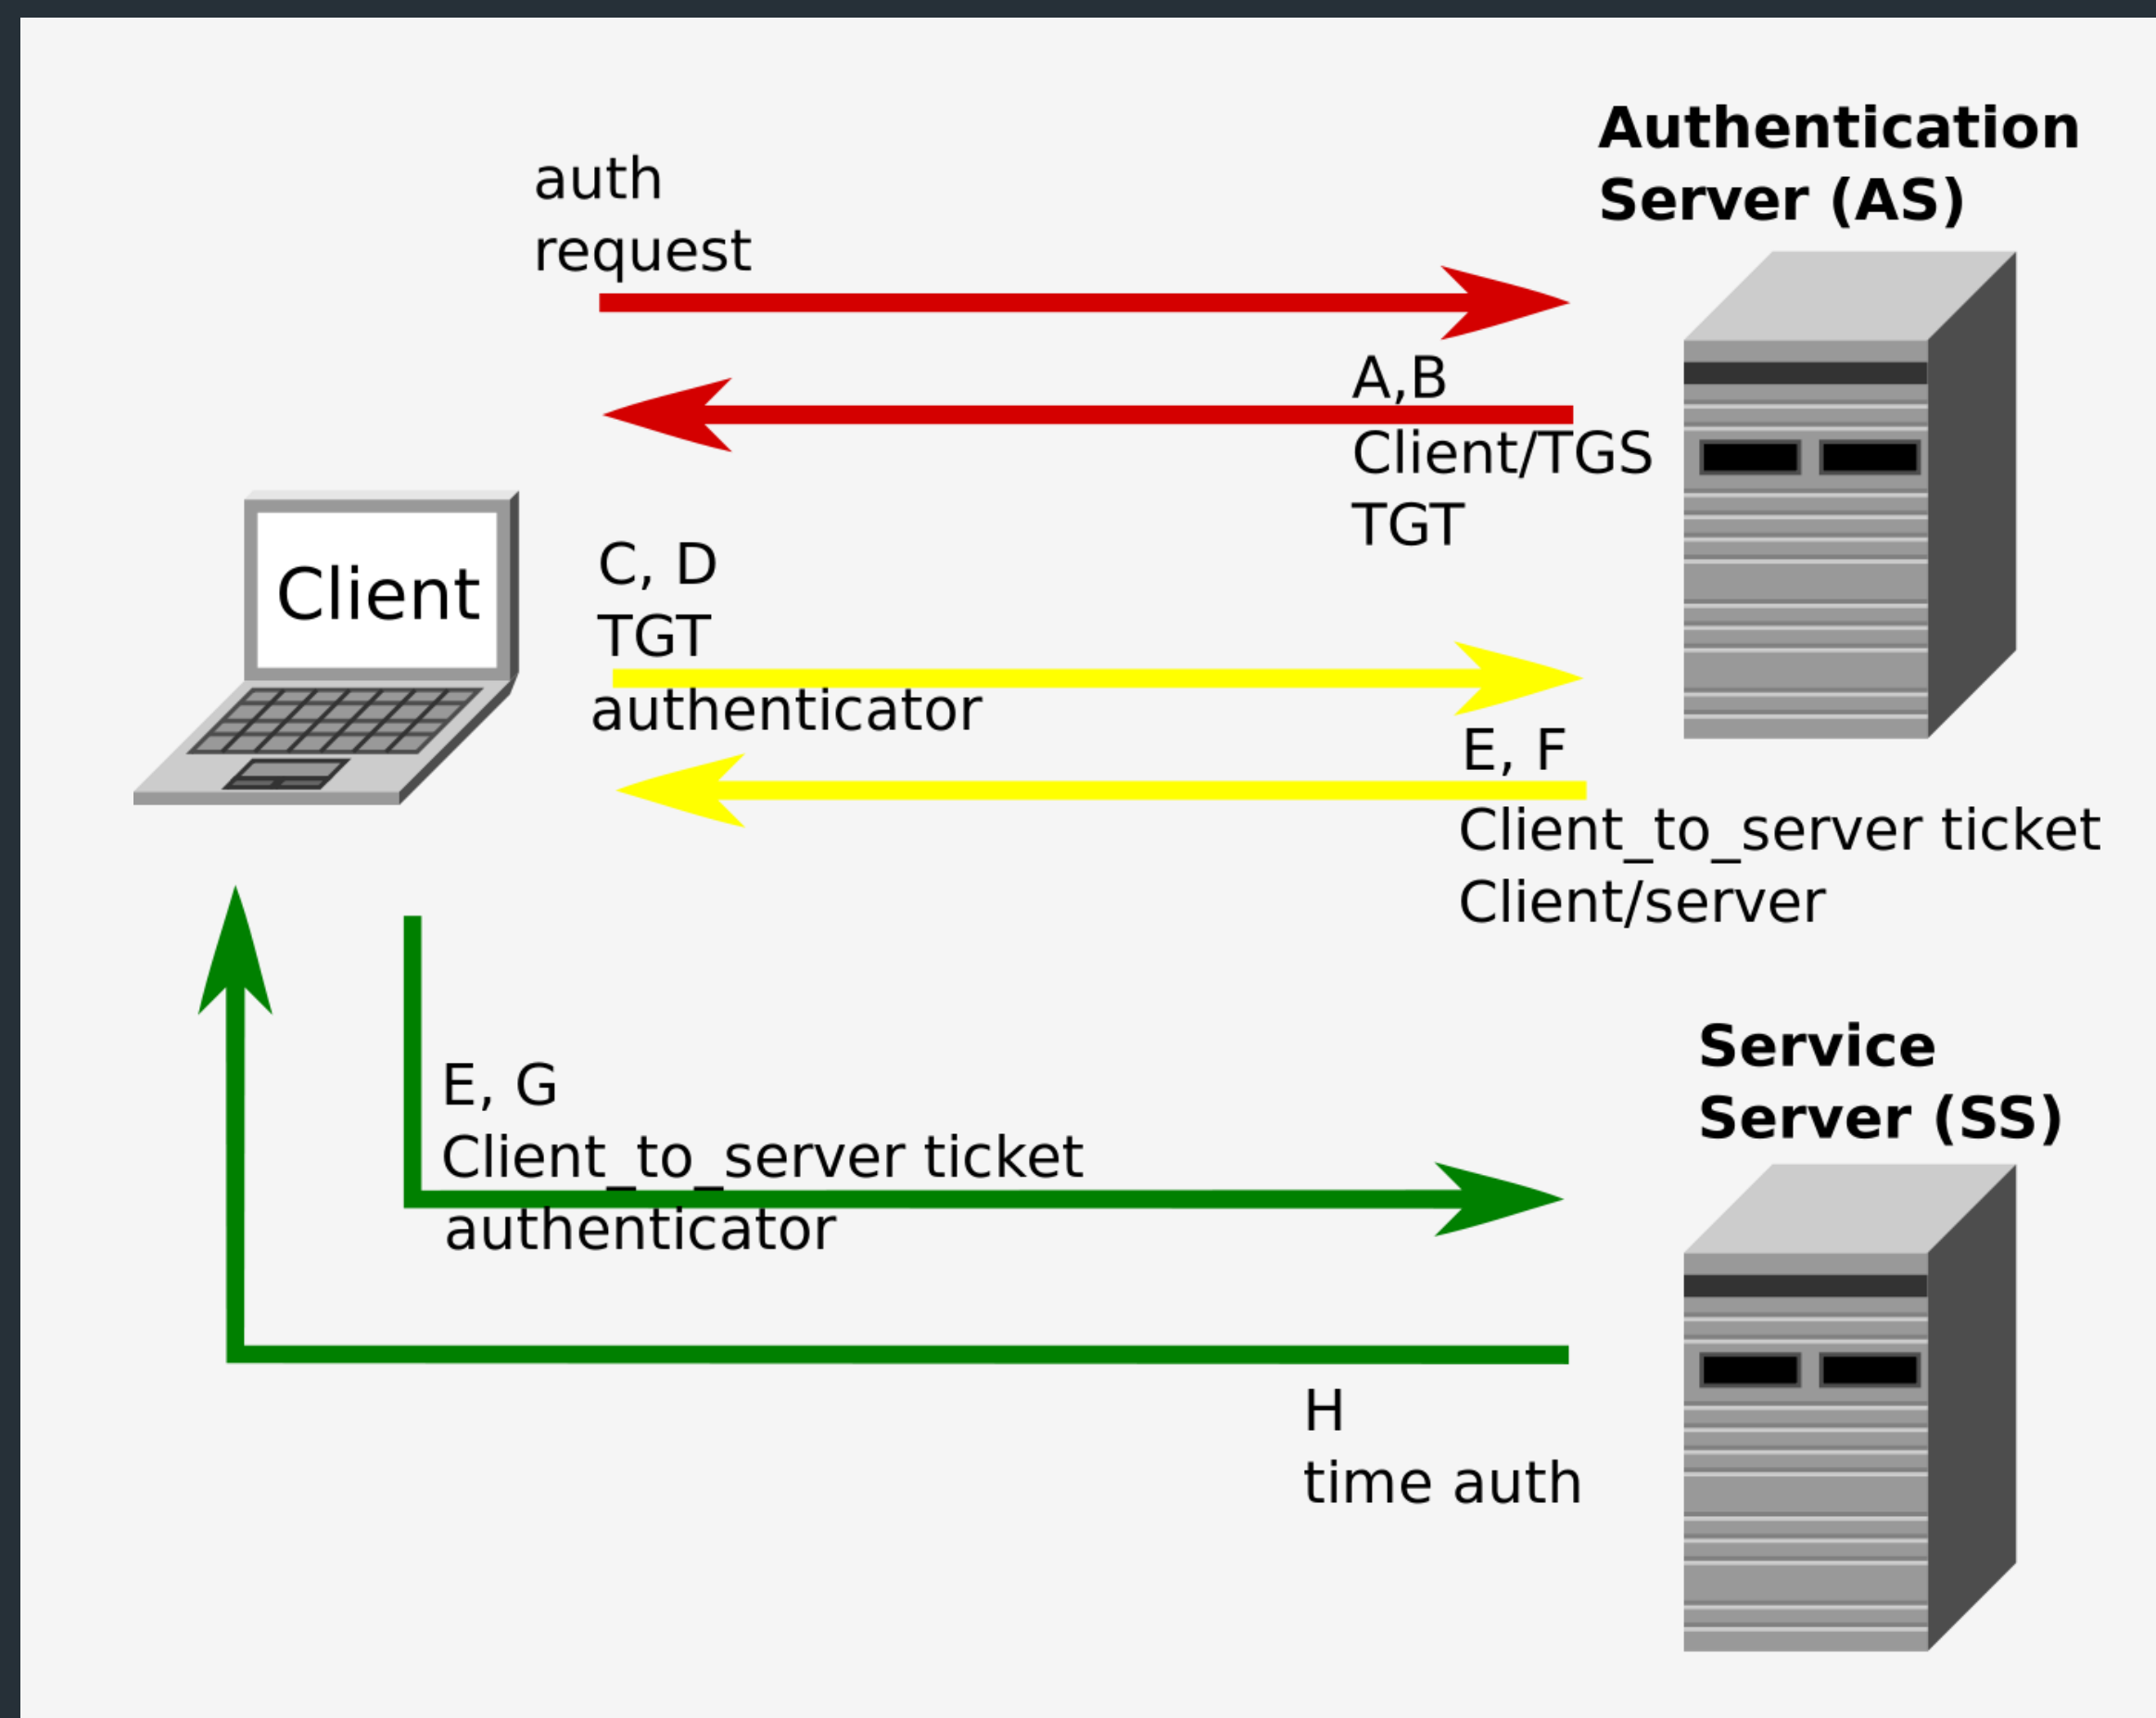 Authentication
Server (AS)
auth
request
A,B
Client/TGS
TGT
Client
C, D
TGT
authenticator
E, F
Client_to_server ticket
Client/server
Service
Server (SS)
E, G
Client_to_server ticket
authenticator
H
time auth